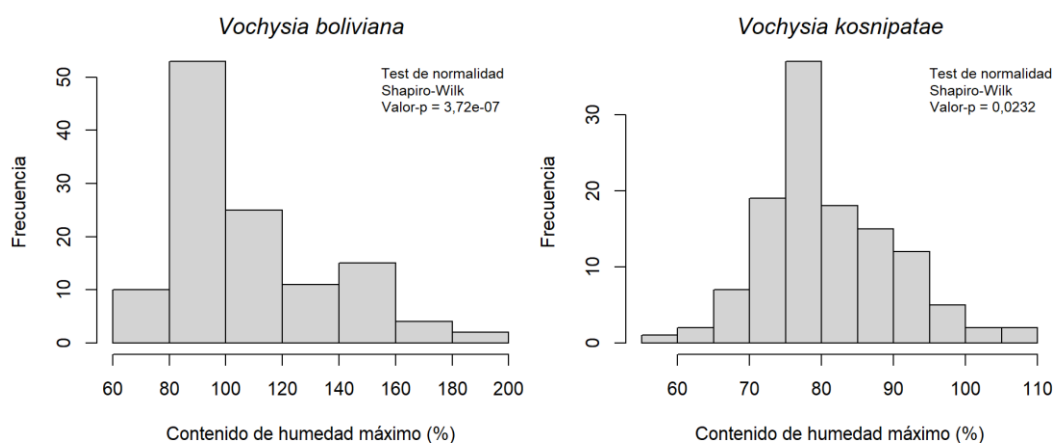 Vochysia boliviana
Test de normalidad
Shapiro-Wilk
Valor-p = 3,72e-07
Frecuencia
50
40
30
20
10
0
60 80 100 120 140 160 180 200
Contenido de humedad máximo (%)
Vochysia kosnipatae
Test de normalidad
Shapiro-Wilk
Valor-p = 0,0232
Frecuencia
30
20
10
0
60 70 80 90 100 110
Contenido de humedad máximo (%)